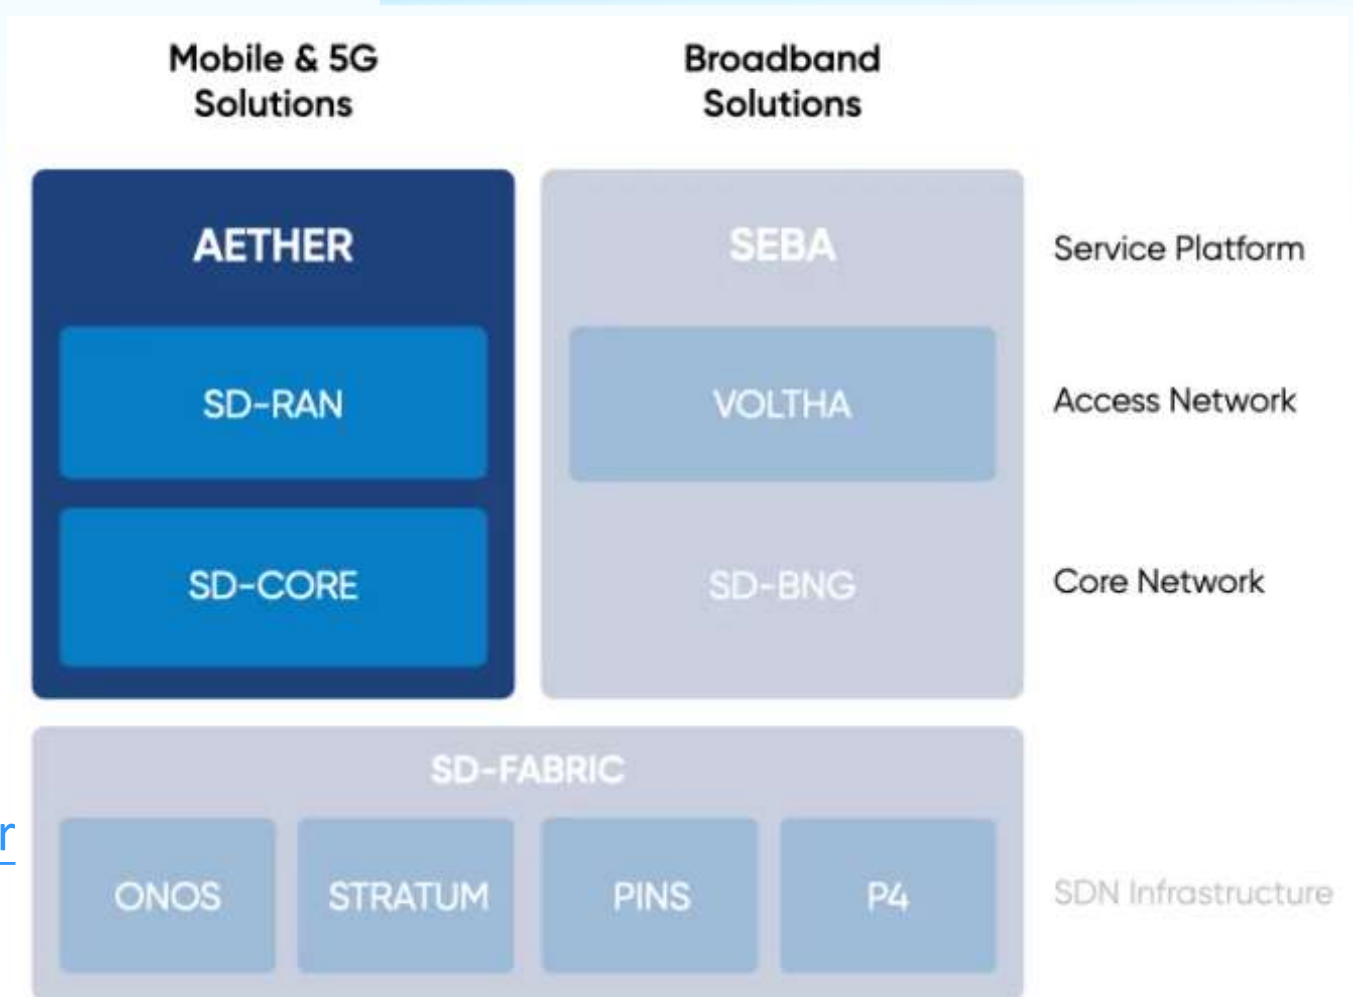 Mobile & 5G
Solutions
Broadband
Solutions
AETHER
SEBA
Service Platform
SD-RAN
VOLTHA
Access Network
SD-CORE
SD-BNG
Core Network
SD-FABRIC
r
ONOS
STRATUM
PINS
P4
SDN Infrastructure